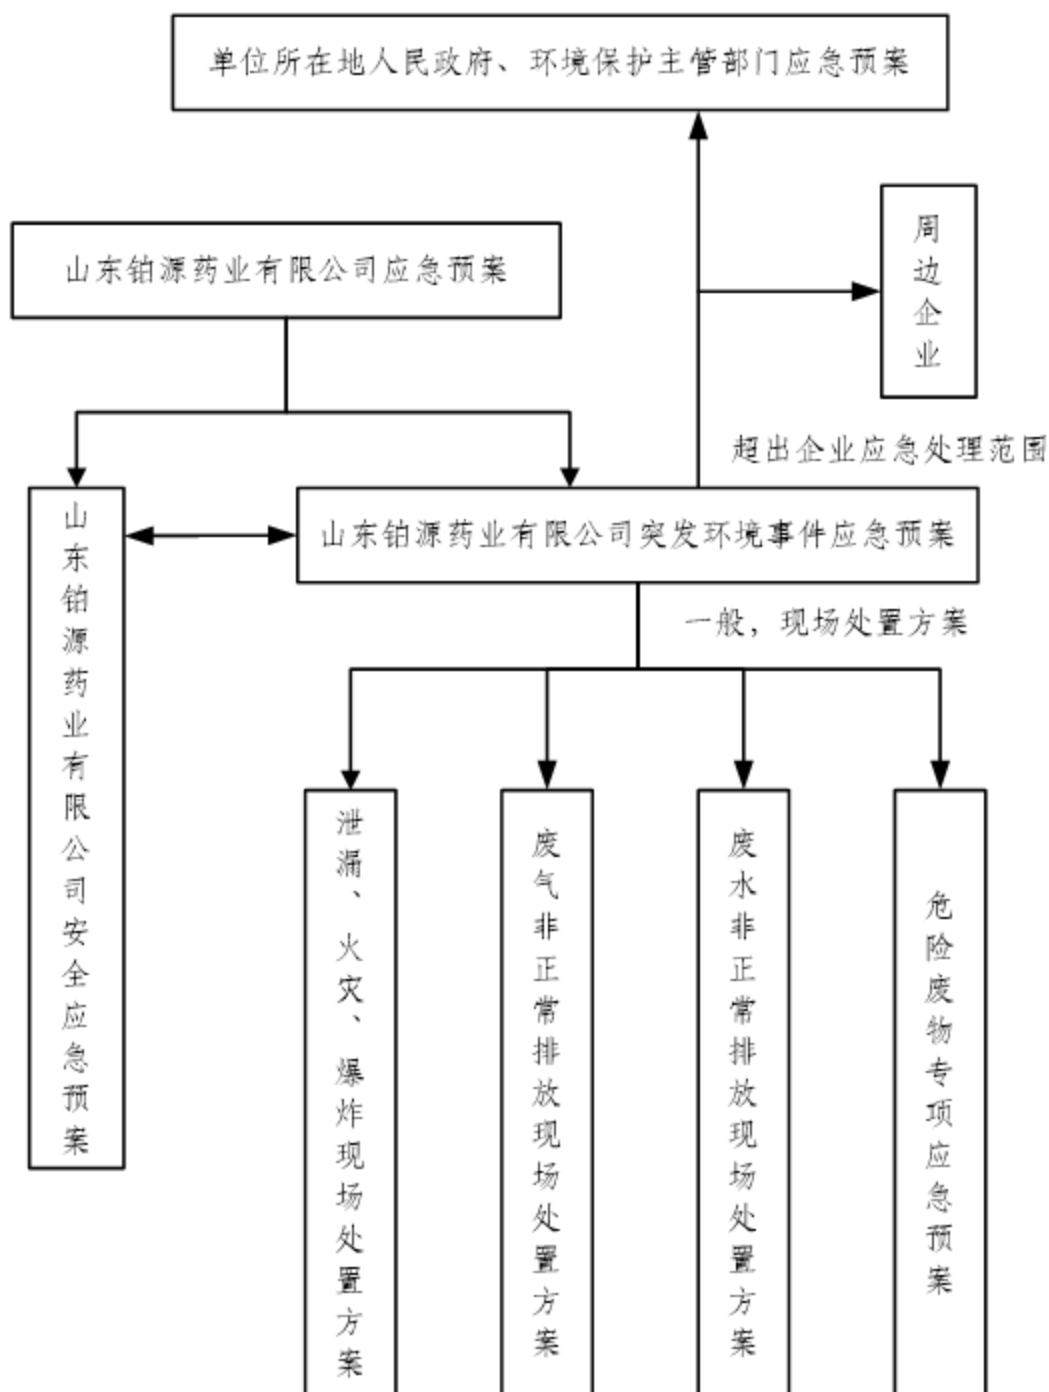 单位所在地人民政府、环境保护主管部门应急预案
周边企业
山东铂源药业有限公司应急预案
超出企业应急处理范围
山东铂源药业有限公司安全应急预案
山东铂源药业有限公司突发环境事件应急预案
一般，现场处置方案
泄漏、火灾、爆炸现场处置方案
废气非正常排放现场处置方案
废水非正常排放现场处置方案
危险废物专项应急预案